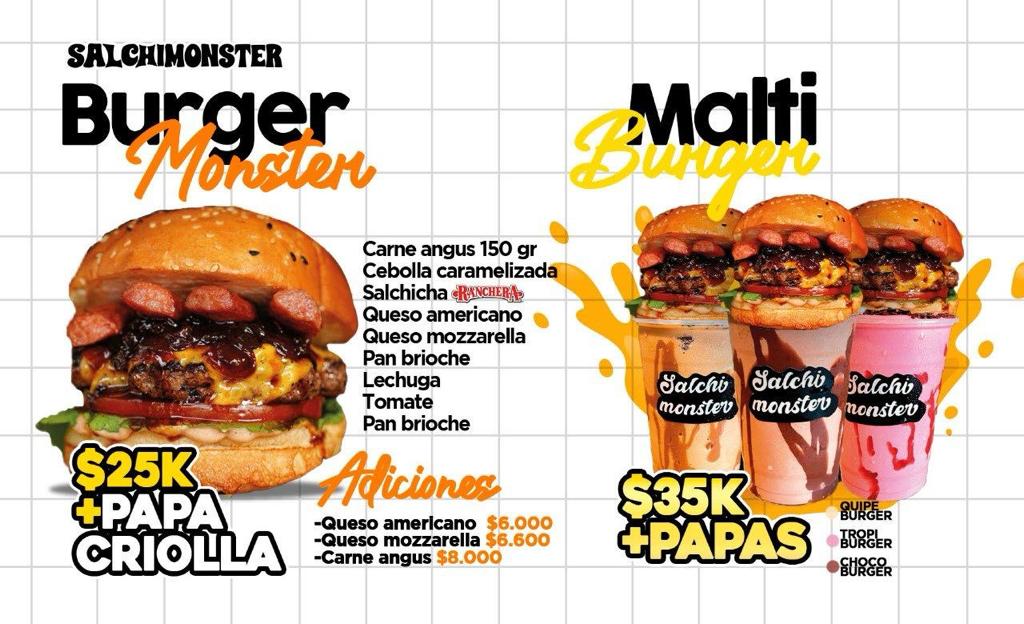 SALCHIMONSTER
Burger
Monster
Carne angus 150 gr
Cebolla caramelizada
Salchicha RANCHERA
Queso americano
Queso mozzarella
Pan brioche
Lechuga
Tomate
Pan brioche
$25K
+PAPA
CRIOLLA
Adiciones
-Queso americano $6.000
-Queso mozzarella $6.600
-Carne angus $8.000
Malti
Burger
Salchi
monster
Salchi
monster
Salchi
monster
$35K
+PAPAS
QUIPE
BURGER
TROPI
BURGER
CHOCO
BURGER